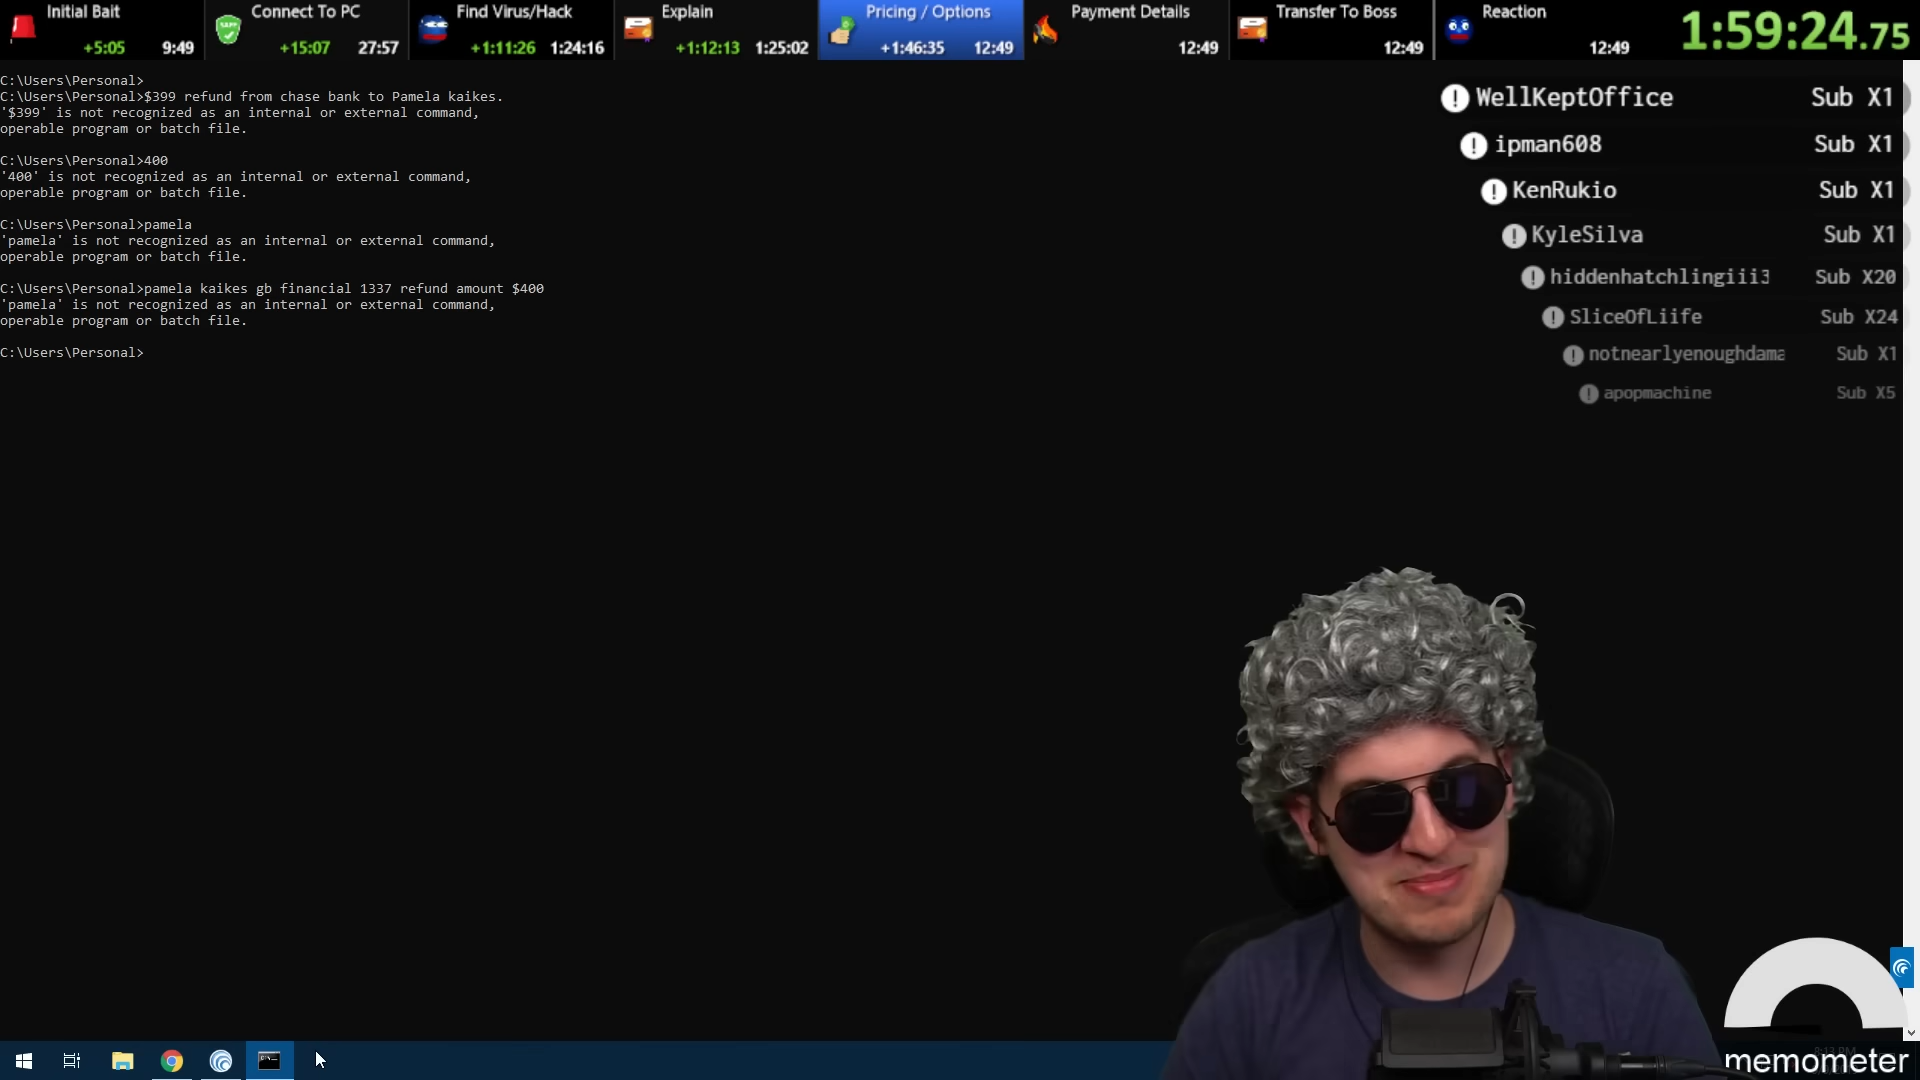 Initial Bait
+5:05 9:49
Connect To PC
+15:07 27:57
Find Virus/Hack
+1:11:26 1:24:16
Explain
+1:12:13 1:25:02
Pricing / Options
+1:46:35 12:49
Payment Details
12:49
Transfer To Boss
12:49
Reaction
12:49
1:59:24.75
C:\Users\Personal>
C:\Users\Personal>$399 refund from chase bank to Pamela kaikes.
'$399' is not recognized as an internal or external command,
operable program or batch file.
C:\Users\Personal>400
'400' is not recognized as an internal or external command,
operable program or batch file.
C:\Users\Personal>pamela
'pamela' is not recognized as an internal or external command,
operable program or batch file.
C:\Users\Personal>pamela kaikes gb financial 1337 refund amount $400
'pamela' is not recognized as an internal or external command,
operable program or batch file.
C:\Users\Personal>
WellKeptOffice Sub X1
ipman608 Sub X1
KenRukio Sub X1
KyleSilva Sub X1
hiddenhatchlingiii3 Sub X20
SliceOfLiife Sub X24
notnearlyenoughdama Sub X1
apopmachine Sub X5
memometer